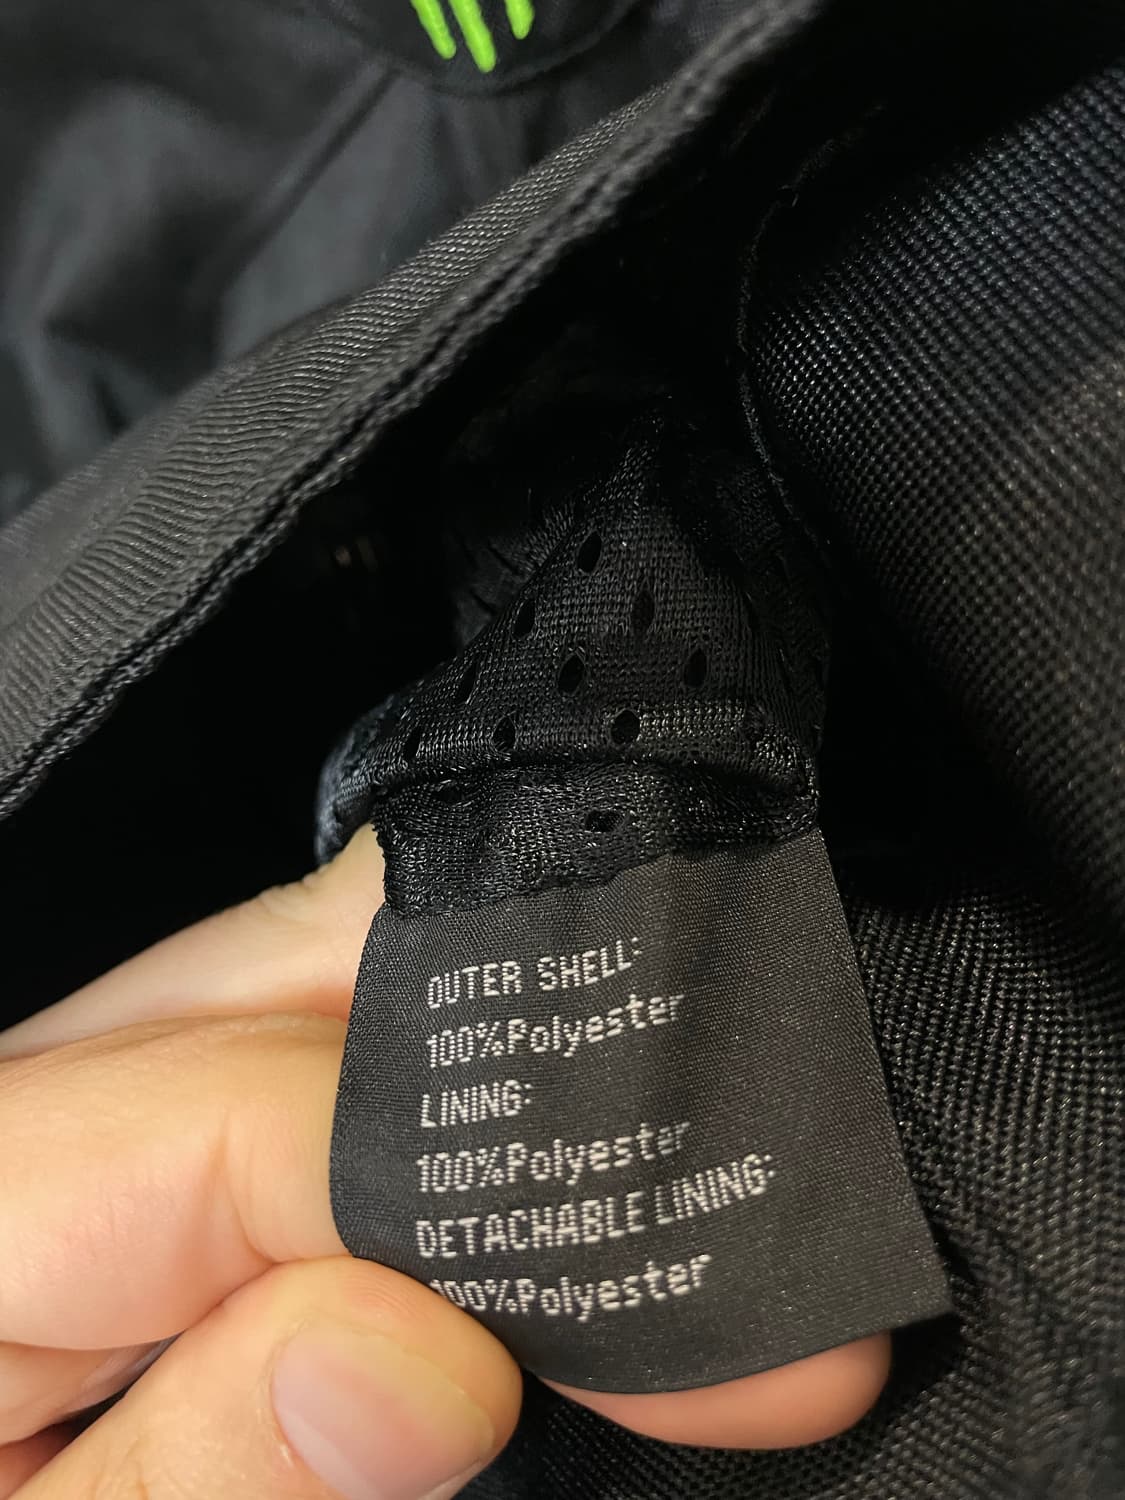 OUTER SHELL:
100%Polyester
LINING:
100%Polyester
DETACHABLE LINING:
100%Polyester